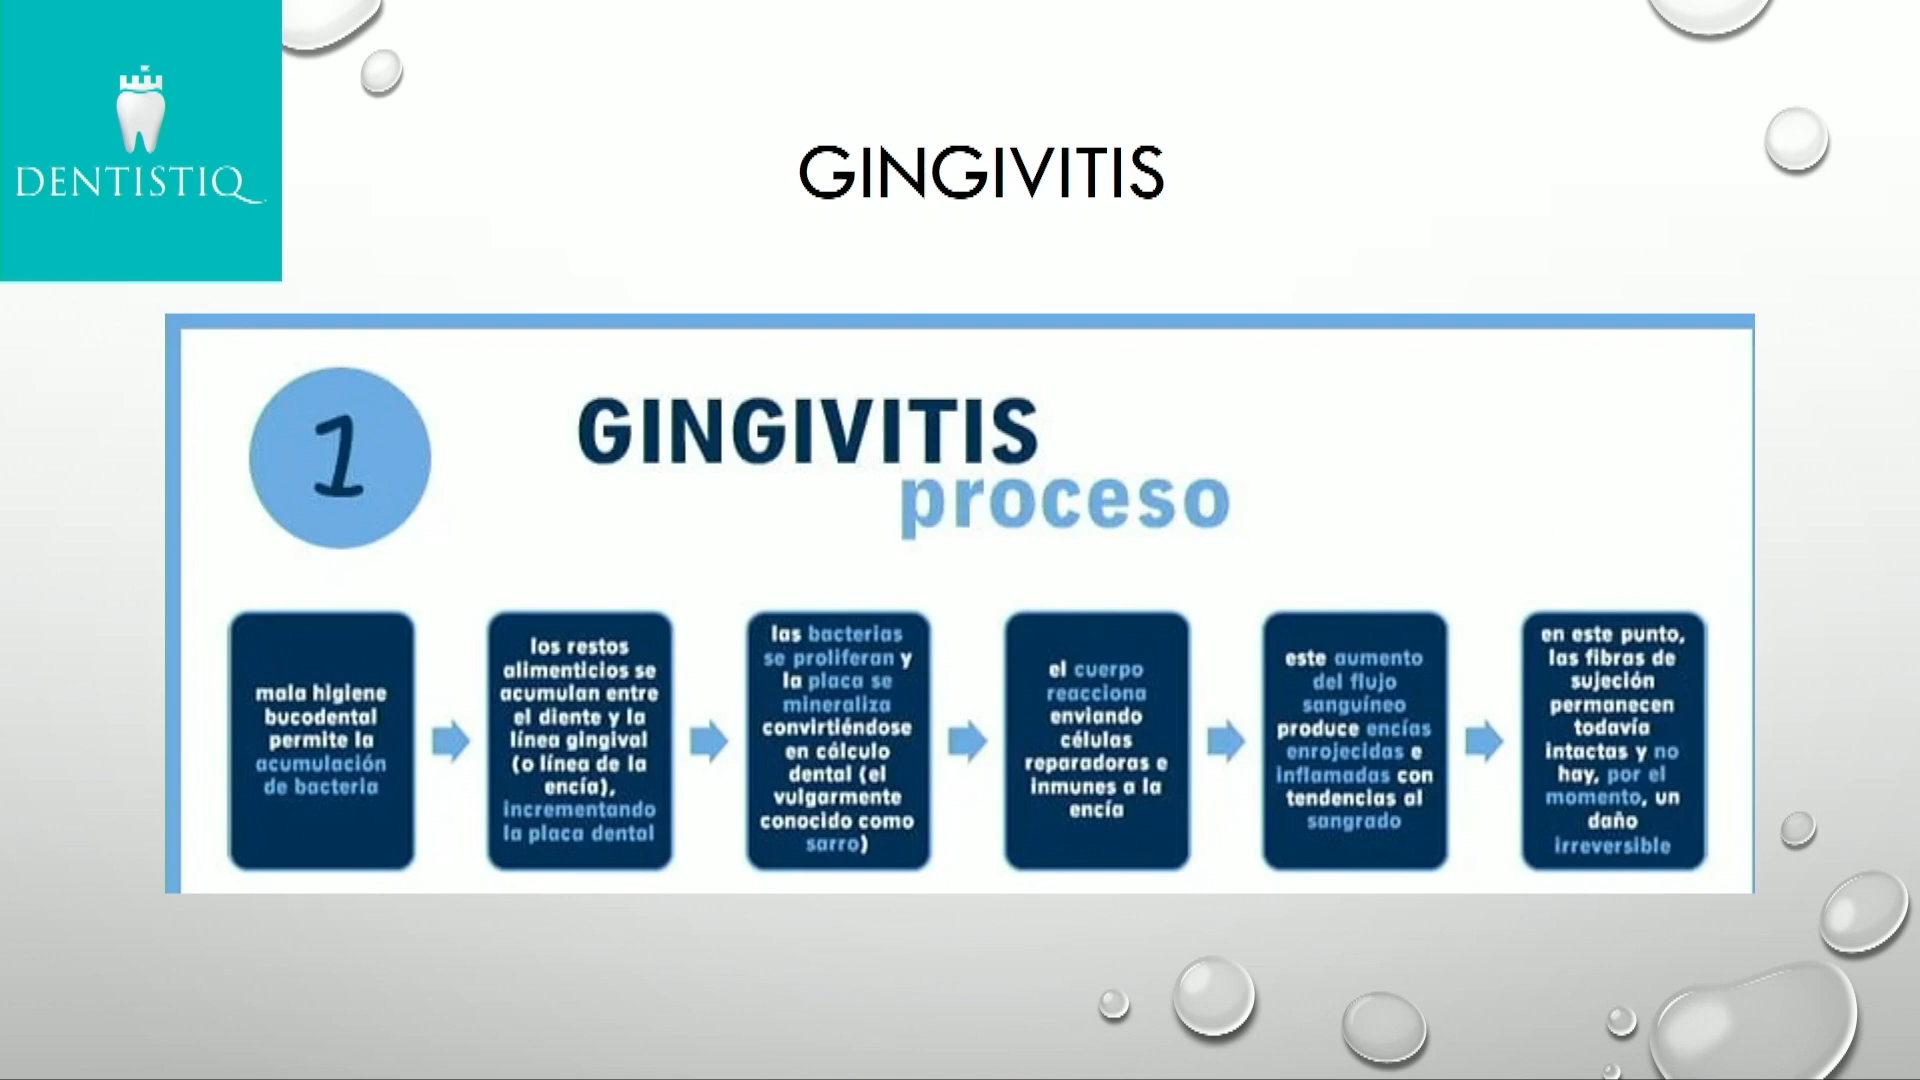 DENTISTIQ
GINGIVITIS
1
GINGIVITIS
proceso
mala higiene
bucodental
permite la
acumulación
de bacteria
los restos
alimenticios se
acumulan entre
el diente y la
línea gingival
(o línea de la
encía),
incrementando
la placa dental
las bacterias
se proliferan y
la placa se
mineraliza
convirtiéndose
en cálculo
dental (el
vulgarmente
conocido como
sarro)
el cuerpo
reacciona
enviando
células
reparadoras e
inmunes a la
encía
este aumento
del flujo
sanguíneo
produce encías
enrojecidas e
inflamadas con
tendencias al
sangrado
en este punto,
las fibras de
sujeción
permanecen
todavía
intactas y no
hay, por el
momento, un
daño
irreversible